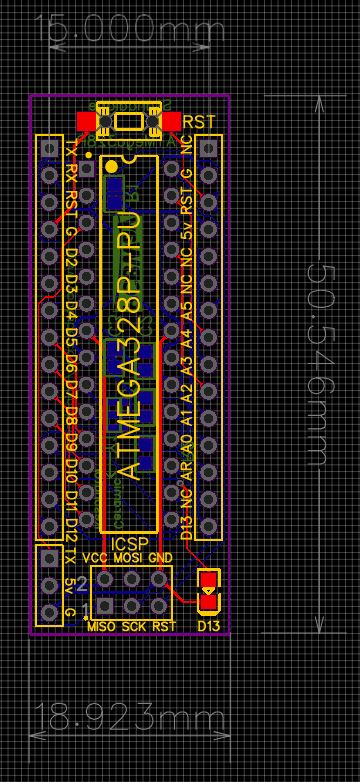 15.000mm
RST
TX
RX
RST
G
D2
D3
D4
D5
D6
D7
D8
D9
D10
D11
D12
ATMEGA328P-PU
NC
G
RST
5v
NC
NC
A5
A4
A3
A2
A1
A0
AR
NC
D13
50.546mm
ICSP
VCC MOSI GND
2
1
MISO SCK RST
TX
5v
G
D13
18.923mm